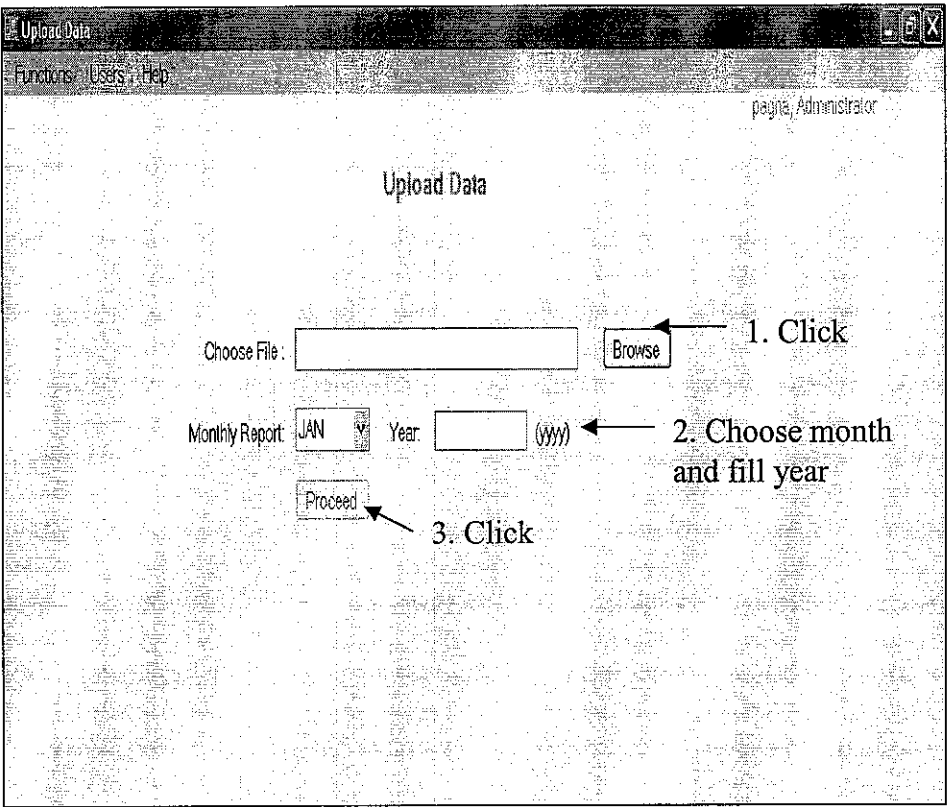 Upload Data
Functions Users Help
pagna, Administrator
Upload Data
Choose File : Browse
1. Click
Monthly Report: JAN Year: (yyyy)
2. Choose month
and fill year
Proceed
3. Click